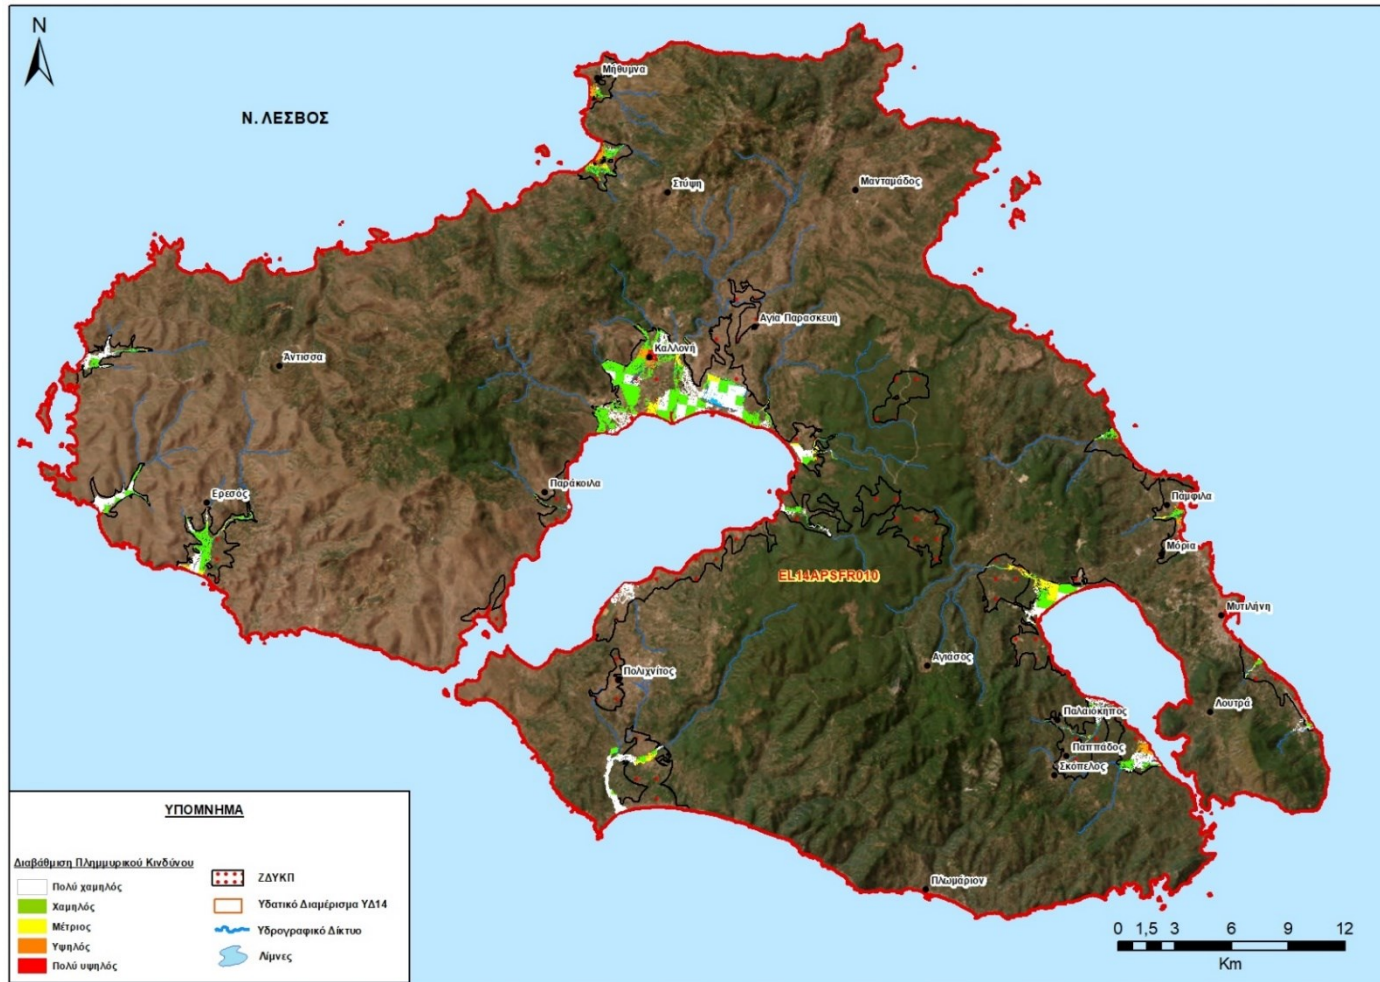 N
Ν. ΛΕΣΒΟΣ
Μήθυμνα
Στύψη
Μανταμάδος
Αγία Παρασκευή
Καλλονή
Άντισσα
Ερεσός
Παράκοιλα
Πάμφιλα
Μόρια
EL14APSFR010
Μυτιλήνη
Αγιάσος
Πολιχνίτος
Παλαιόκηπος
Λουτρά
Παππάδος
Σκόπελος
Πλωμάριον
ΥΠΟΜΝΗΜΑ
Διαβάθμιση Πλημμυρικού Κινδύνου
Πολύ χαμηλός
Χαμηλός
Μέτριος
Υψηλός
Πολύ υψηλός
ΖΔΥΚΠ
Υδατικό Διαμέρισμα ΥΔ14
Υδρογραφικό Δίκτυο
Λίμνες
0 1,5 3 6 9 12
Km